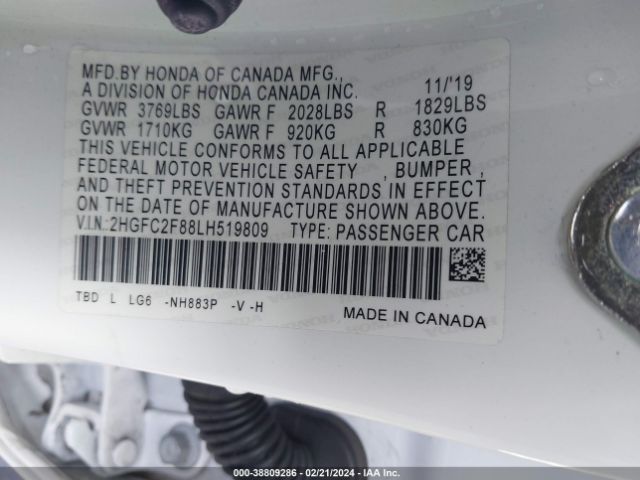 MFD.BY HONDA OF CANADA MFG.,
A DIVISION OF HONDA CANADA INC. 11/'19
GVWR 3769LBS GAWR F 2028LBS R 1829LBS
GVWR 1710KG GAWR F 920KG R 830KG
THIS VEHICLE CONFORMS TO ALL APPLICABLE
FEDERAL MOTOR VEHICLE SAFETY , BUMPER ,
AND THEFT PREVENTION STANDARDS IN EFFECT
ON THE DATE OF MANUFACTURE SHOWN ABOVE.
V.I.N.:2HGFC2F88LH519809 TYPE: PASSENGER CAR
TBD L LG6 -NH883P -V-H
MADE IN CANADA
000-38809286 / 02/21/2024 / IAA Inc.